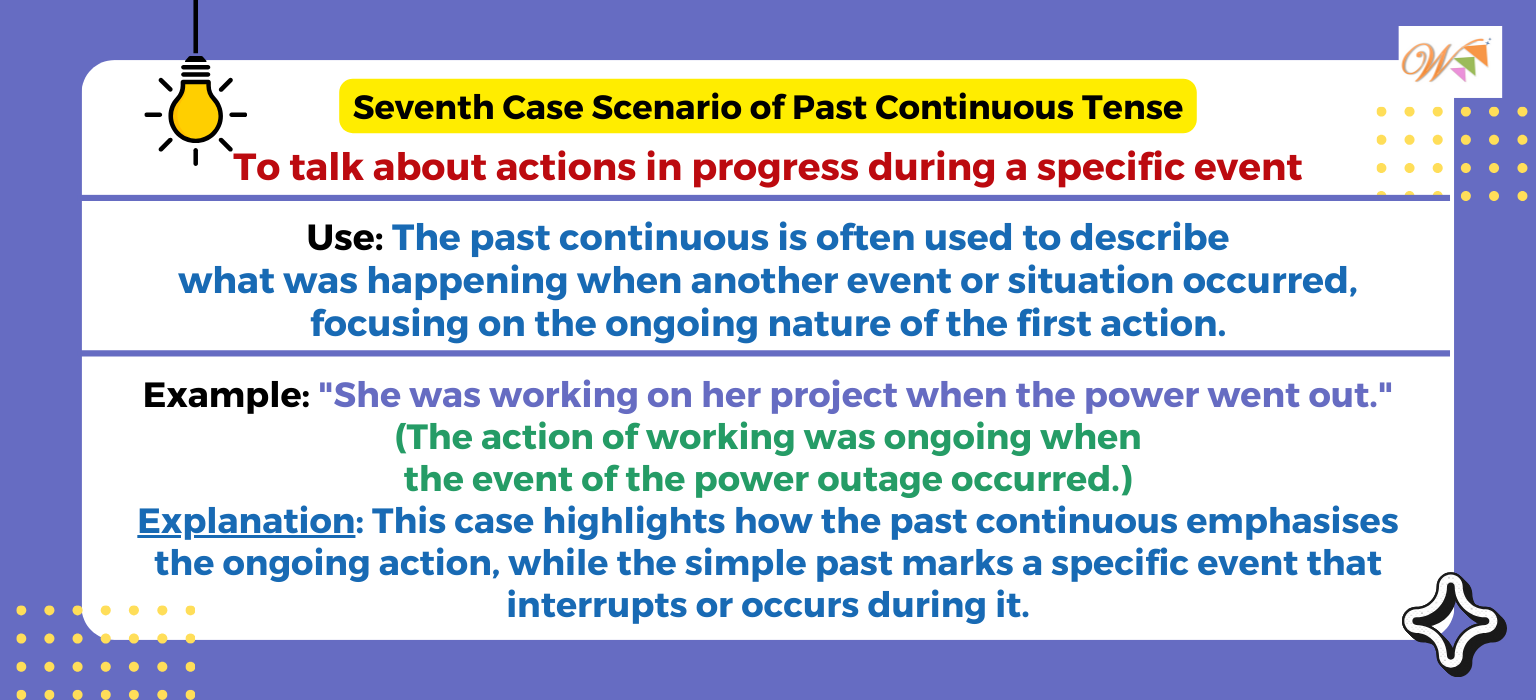 Seventh Case Scenario of Past Continuous Tense
To talk about actions in progress during a specific event
Use: The past continuous is often used to describe
what was happening when another event or situation occurred,
focusing on the ongoing nature of the first action.
Example: "She was working on her project when the power went out."
(The action of working was ongoing when
the event of the power outage occurred.)
Explanation: This case highlights how the past continuous emphasises
the ongoing action, while the simple past marks a specific event that
interrupts or occurs during it.